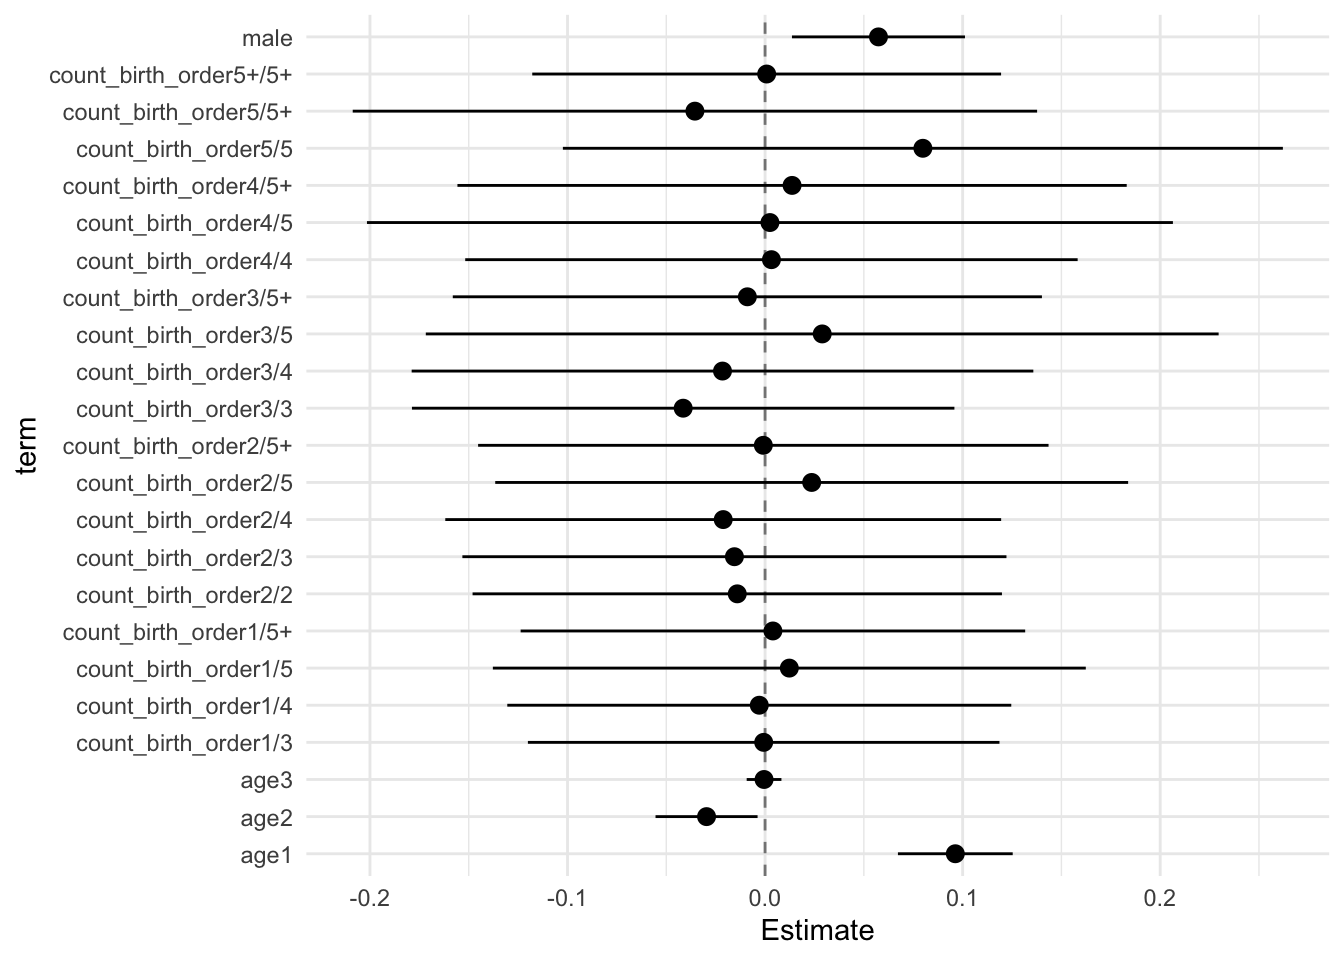 male
count_birth_order5+/5+
count_birth_order5/5+
count_birth_order5/5
count_birth_order4/5+
count_birth_order4/5
count_birth_order4/4
count_birth_order3/5+
count_birth_order3/5
count_birth_order3/4
count_birth_order3/3
count_birth_order2/5+
count_birth_order2/5
count_birth_order2/4
count_birth_order2/3
count_birth_order2/2
count_birth_order1/5+
count_birth_order1/5
count_birth_order1/4
count_birth_order1/3
age3
age2
age1
term
-0.2 -0.1 0.0 0.1 0.2
Estimate